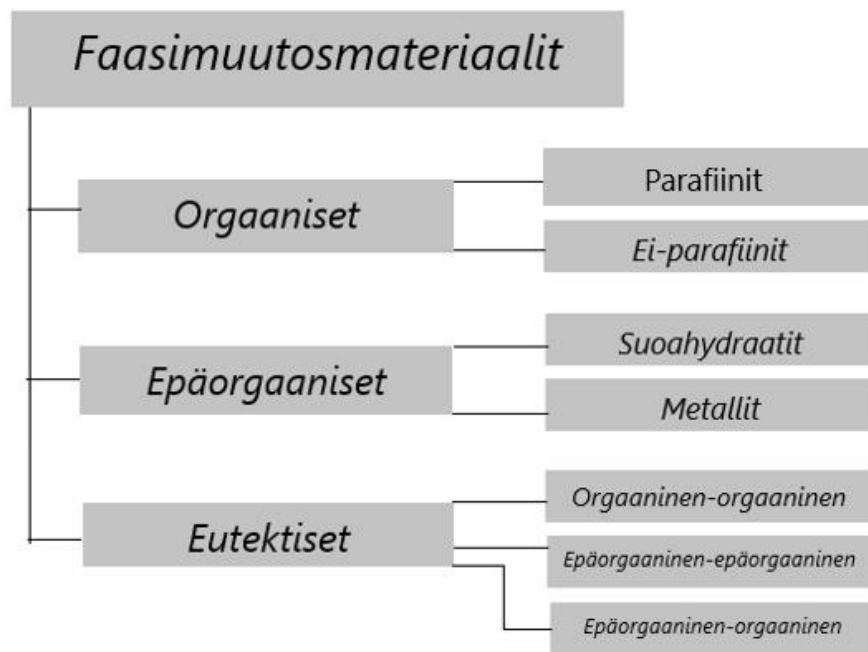 Faasimuutosmateriaalit
Orgaaniset
Parafiinit
Ei-parafiinit
Epäorgaaniset
Suoahydraatit
Metallit
Eutektiset
Orgaaninen-orgaaninen
Epäorgaaninen-epäorgaaninen
Epäorgaaninen-orgaaninen